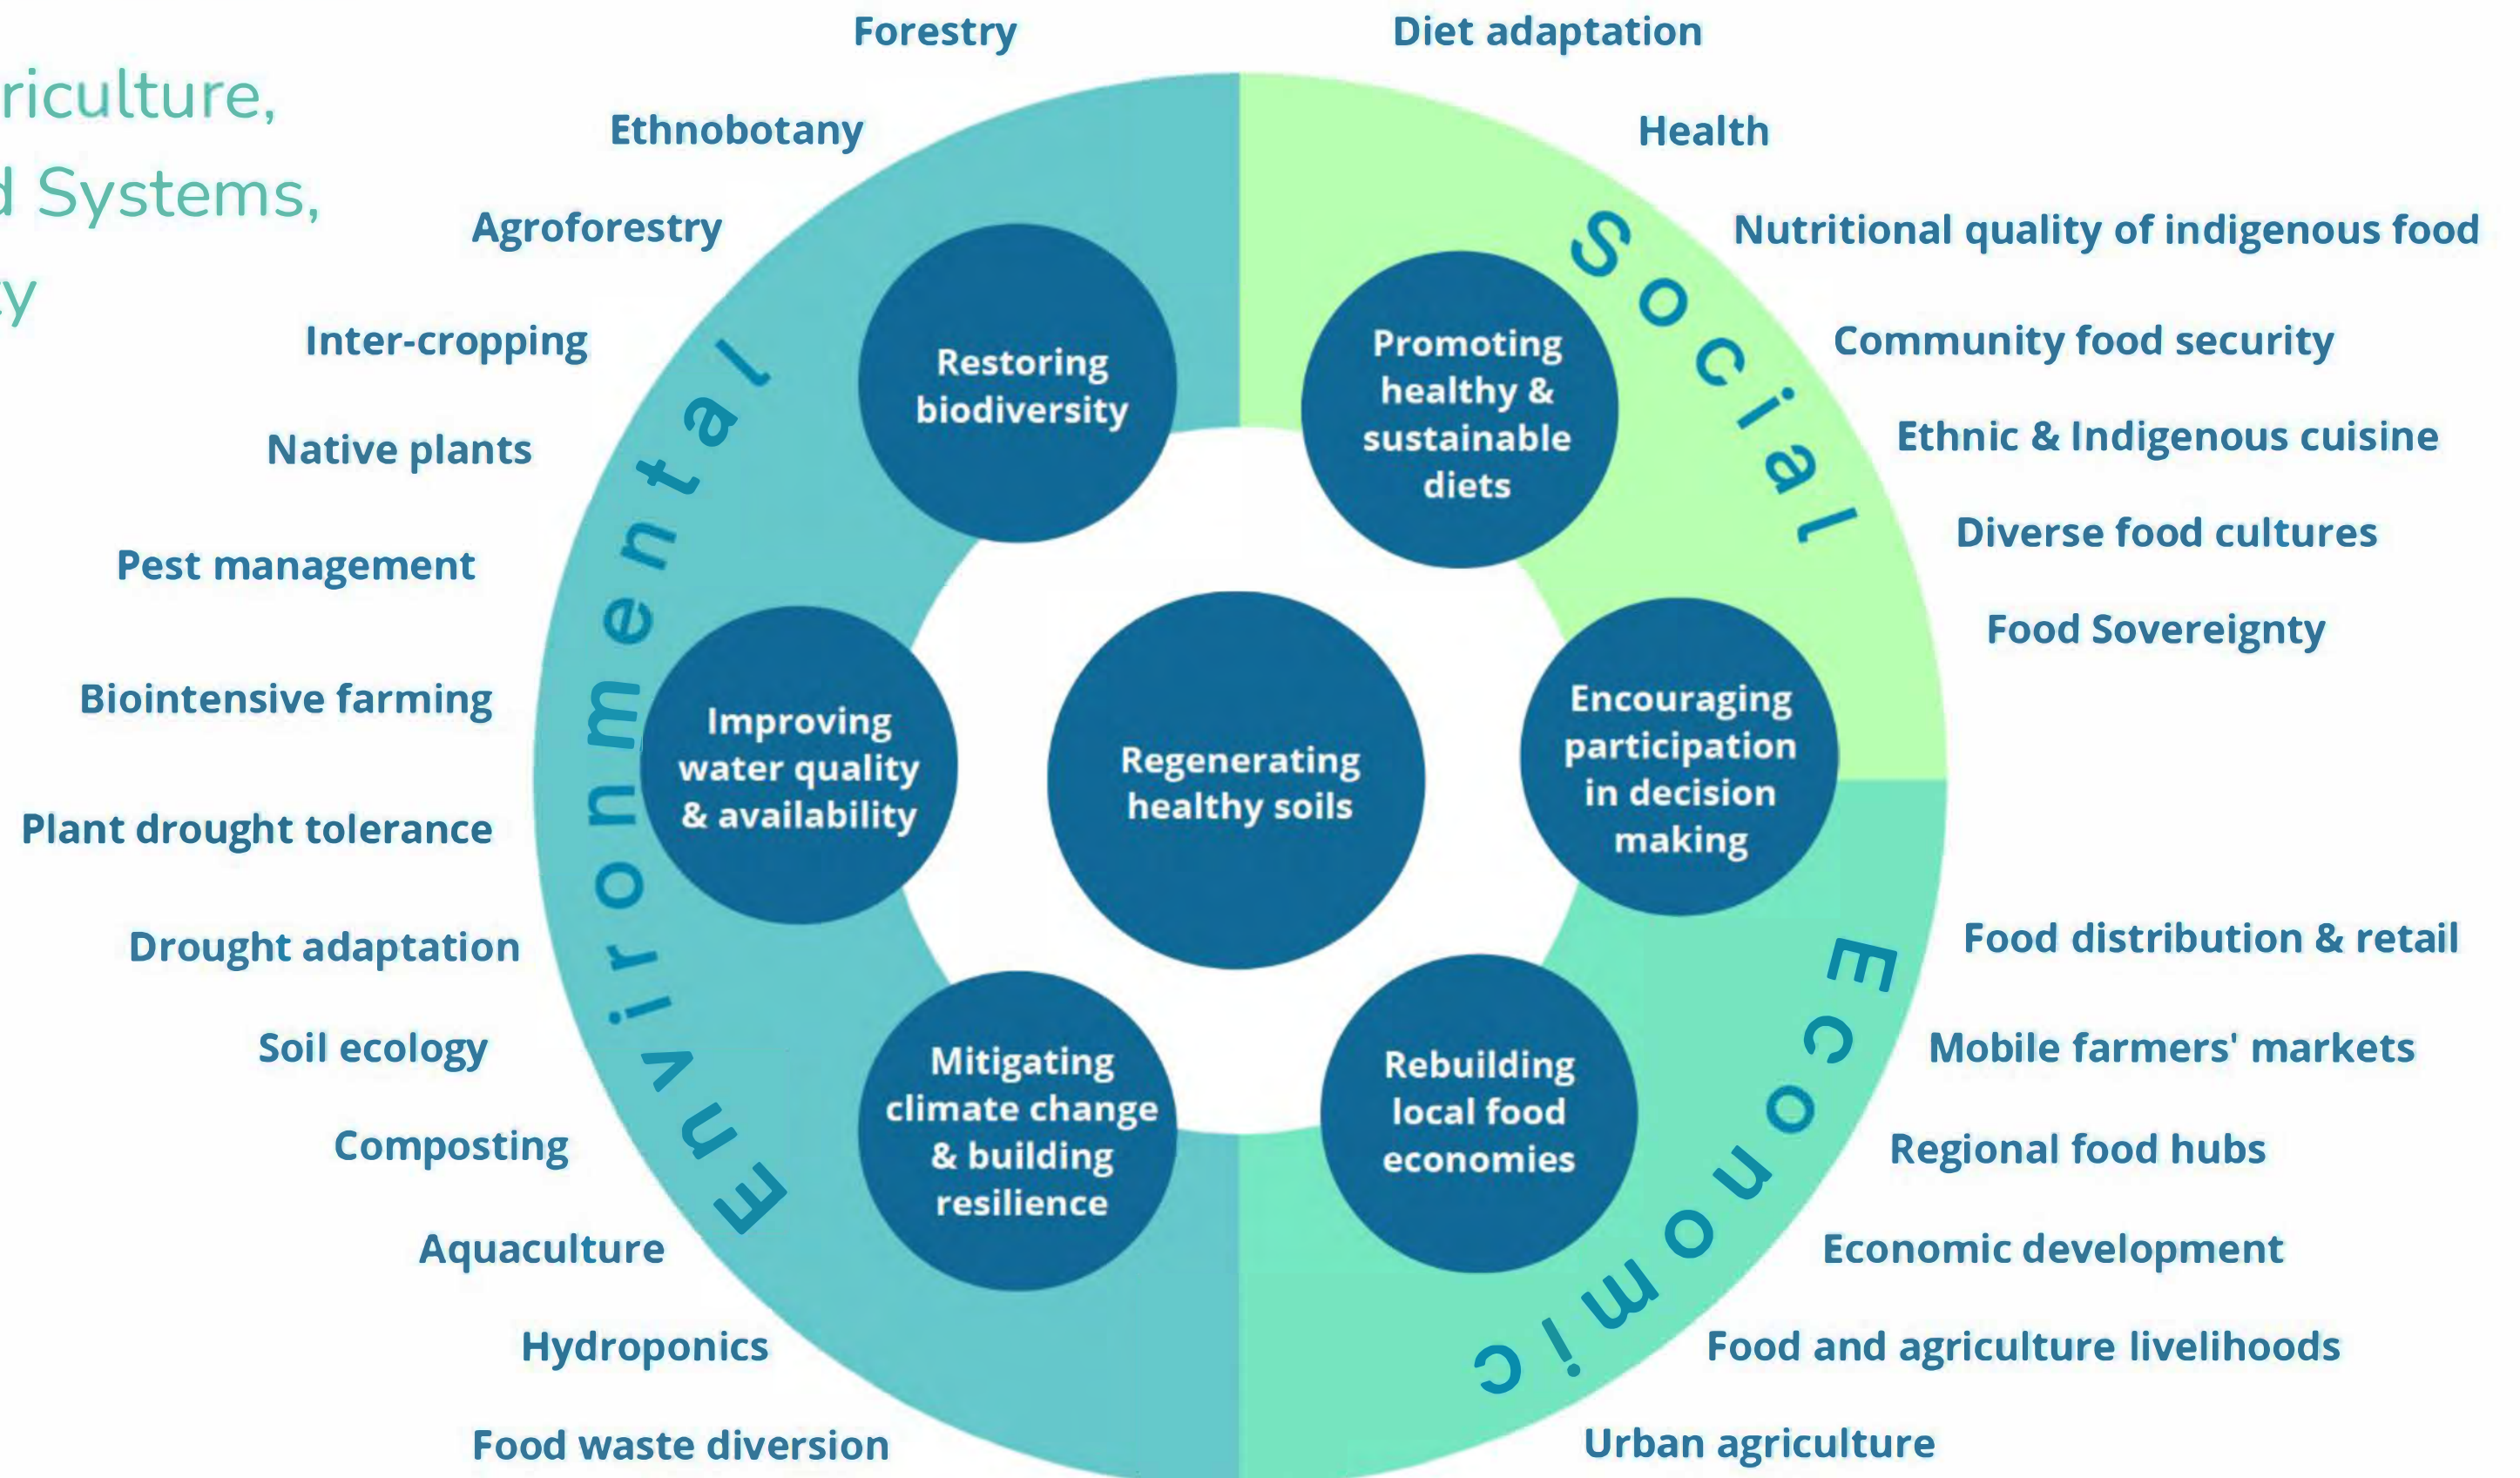 riculture,
Systems,
Forestry
Ethnobotany
Agroforestry
Inter-cropping
Native plants
Pest management
Biointensive farming
Plant drought tolerance
Drought adaptation
Soil ecology
Composting
Aquaculture
Hydroponics
Food waste diversion
Environmental
Restoring
biodiversity
Improving
water quality
& availability
Mitigating
climate change
& building
resilience
Regenerating
healthy soils
Promoting
healthy &
sustainable
diets
Encouraging
participation
in decision
making
Rebuilding
local food
economies
Social
Diet adaptation
Health
Nutritional quality of indigenous food
Community food security
Ethnic & Indigenous cuisine
Diverse food cultures
Food Sovereignty
Economic
Food distribution & retail
Mobile farmers' markets
Regional food hubs
Economic development
Food and agriculture livelihoods
Urban agriculture